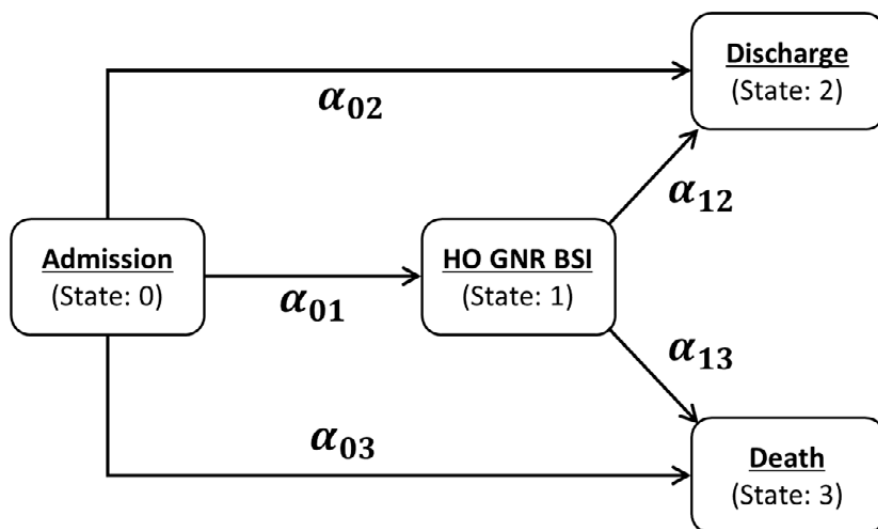 Discharge
(State: 2)
α02
α12
Admission
(State: 0)
α01
HO GNR BSI
(State: 1)
α13
α03
Death
(State: 3)